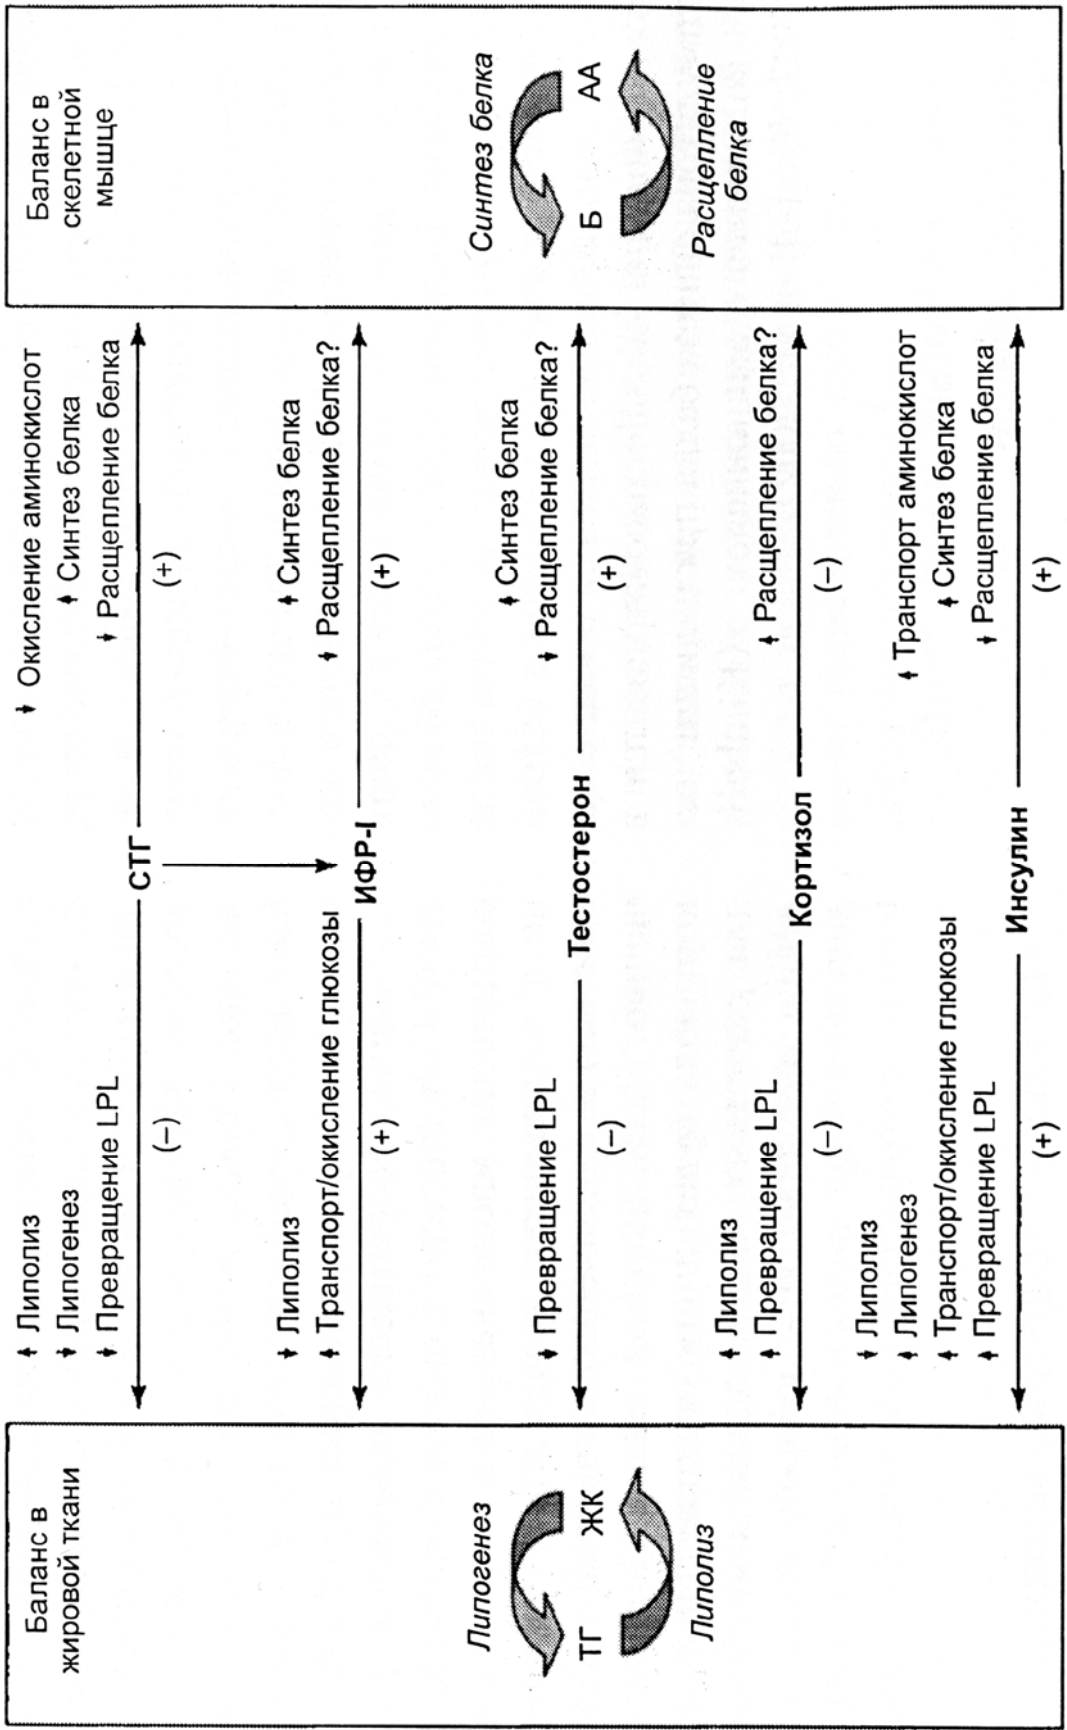 Баланс в
жировой ткани
Липогенез
ТГ ЖК
Липолиз
↑ Липолиз
↓ Липогенез
↓ Превращение LPL
(−)
СТГ
↓ Окисление аминокислот
↑ Синтез белка
↓ Расщепление белка
(+)
↓ Липолиз
↑ Транспорт/окисление глюкозы
(+)
ИФР-I
↑ Синтез белка
↓ Расщепление белка?
(+)
↓ Превращение LPL
(−)
Тестостерон
↑ Синтез белка
↓ Расщепление белка?
(+)
↑ Липолиз
↑ Превращение LPL
(−)
Кортизол
↑ Расщепление белка?
(−)
↓ Липолиз
↑ Липогенез
↑ Транспорт/окисление глюкозы
↑ Превращение LPL
(+)
Инсулин
↑ Транспорт аминокислот
↑ Синтез белка
↓ Расщепление белка
(+)
Баланс в
скелетной
мышце
Синтез белка
Б АА
Расщепление
белка